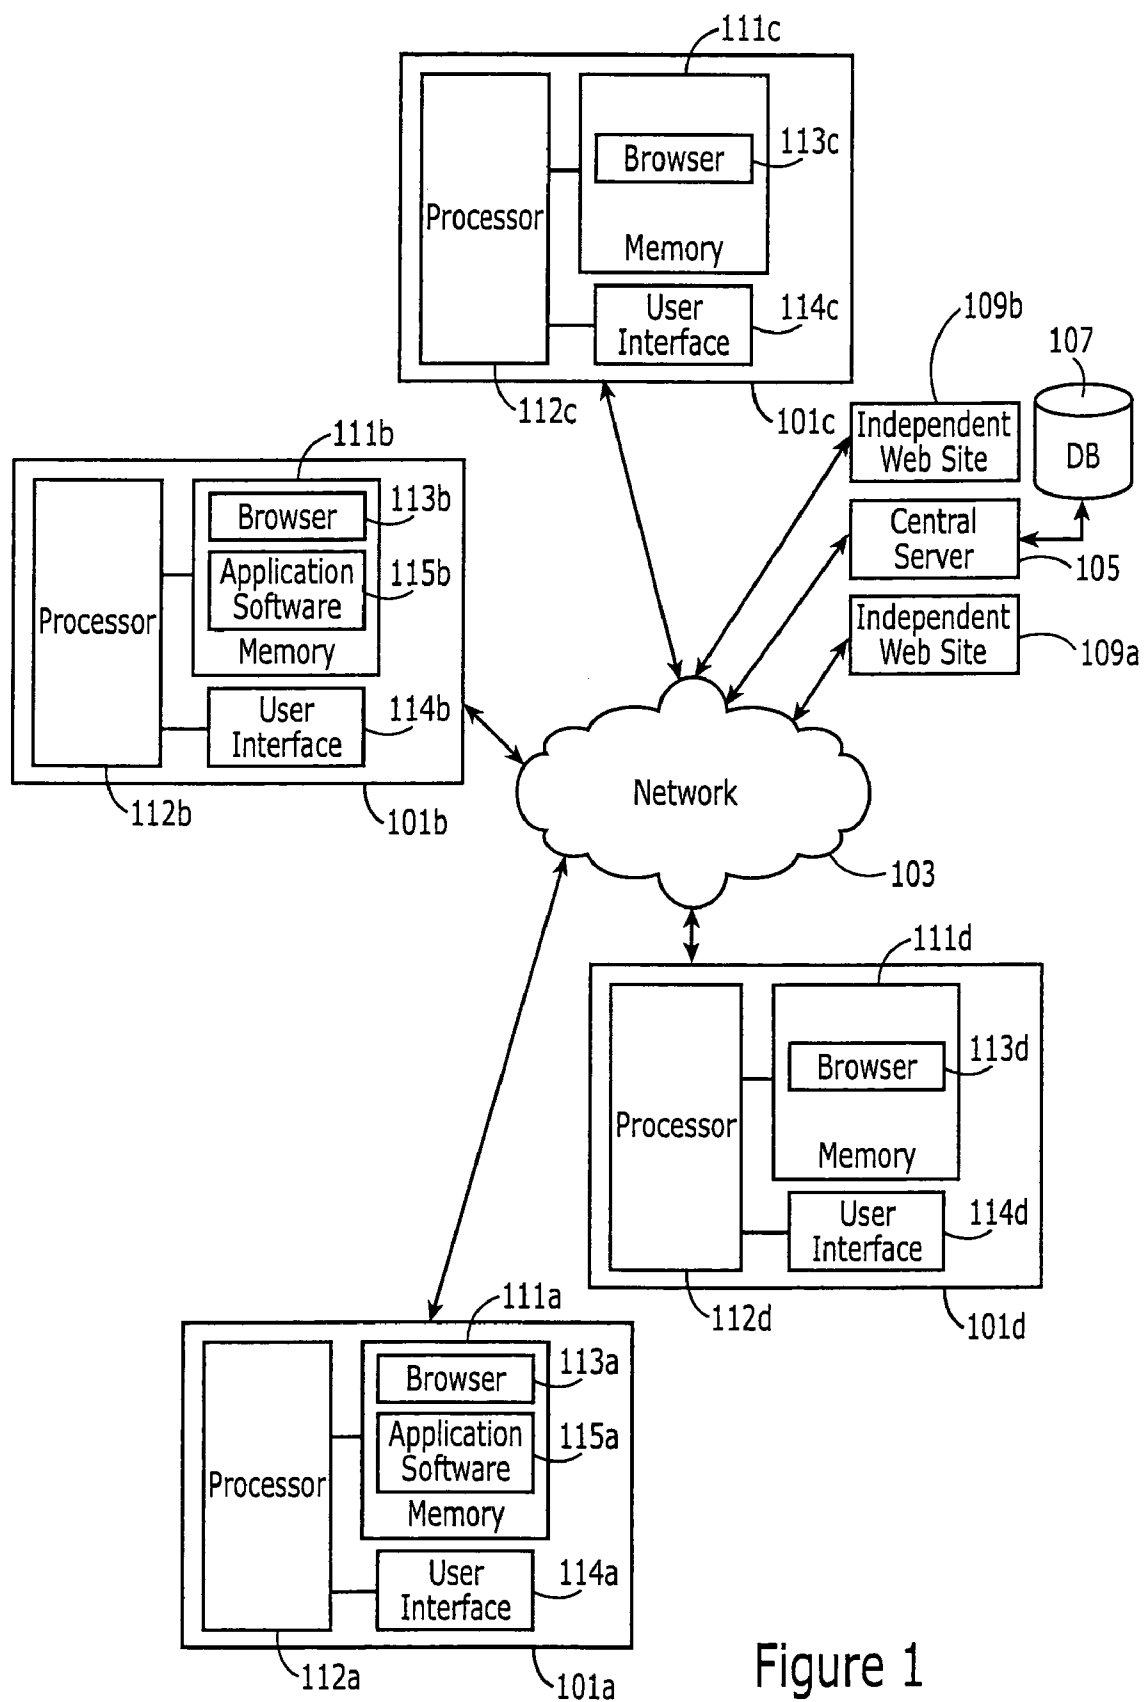 111c
113c
Browser
Processor
Memory
114c
User
Interface
112c
101c
109b
107
Independent
Web Site
DB
Central
Server
105
Independent
Web Site
109a
111b
113b
Browser
Application
Software
115b
Processor
Memory
114b
User
Interface
112b
101b
Network
103
111d
113d
Browser
Processor
Memory
114d
User
Interface
112d
101d
111a
113a
Browser
Application
Software
115a
Processor
Memory
114a
User
Interface
112a
101a
Figure 1